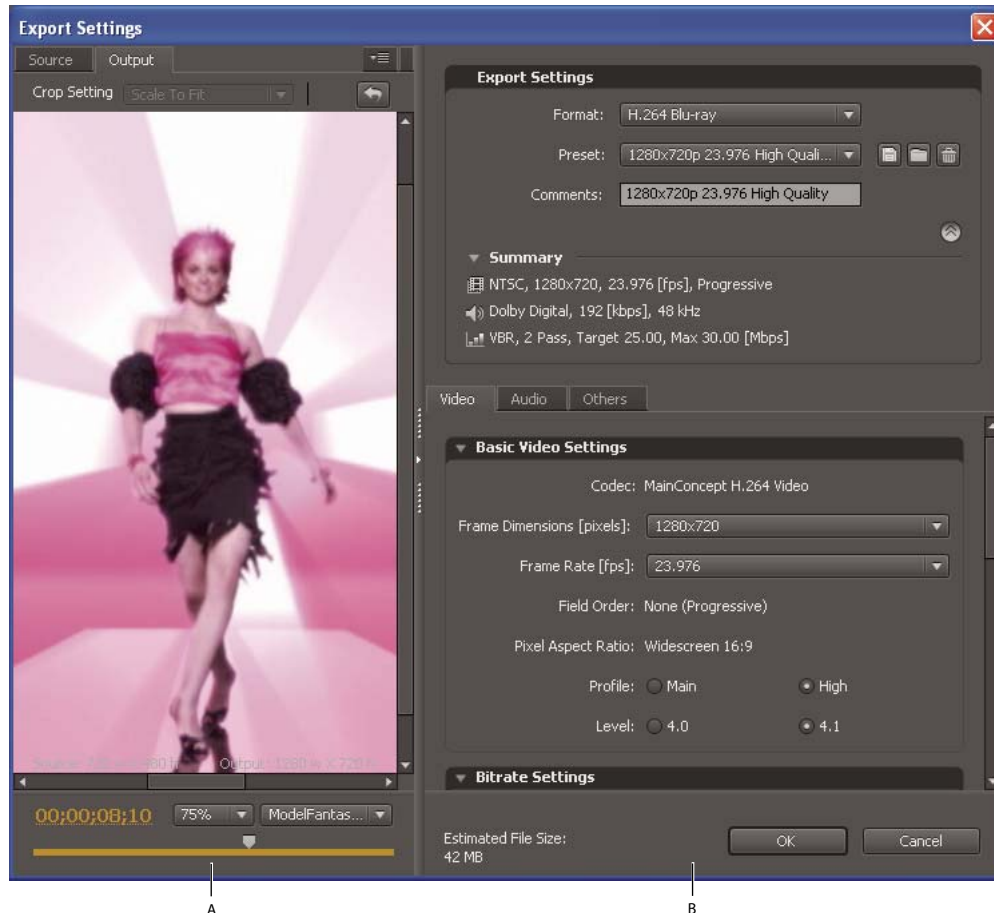 Export Settings
Source Output
Crop Setting Scale To Fit
00;00;08;10 75% ModelFantas...
Export Settings
Format: H.264 Blu-ray
Preset: 1280x720p 23.976 High Quali...
Comments: 1280x720p 23.976 High Quality
Summary
NTSC, 1280x720, 23.976 [fps], Progressive
Dolby Digital, 192 [kbps], 48 kHz
VBR, 2 Pass, Target 25.00, Max 30.00 [Mbps]
Video Audio Others
Basic Video Settings
Codec: MainConcept H.264 Video
Frame Dimensions [pixels]: 1280x720
Frame Rate [fps]: 23.976
Field Order: None (Progressive)
Pixel Aspect Ratio: Widescreen 16:9
Profile: Main High
Level: 4.0 4.1
Bitrate Settings
Estimated File Size:
42 MB
OK Cancel
A B